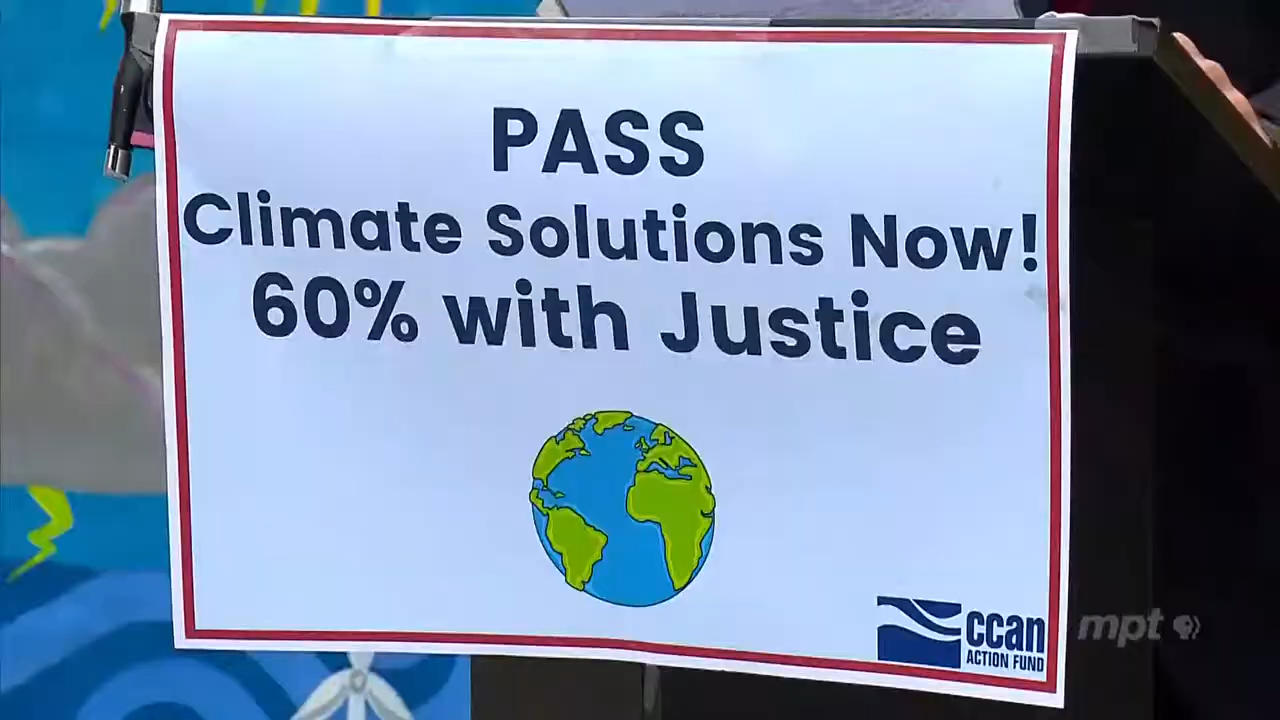 PASS
Climate Solutions Now!
60% with Justice
ccan
ACTION FUND
mpt